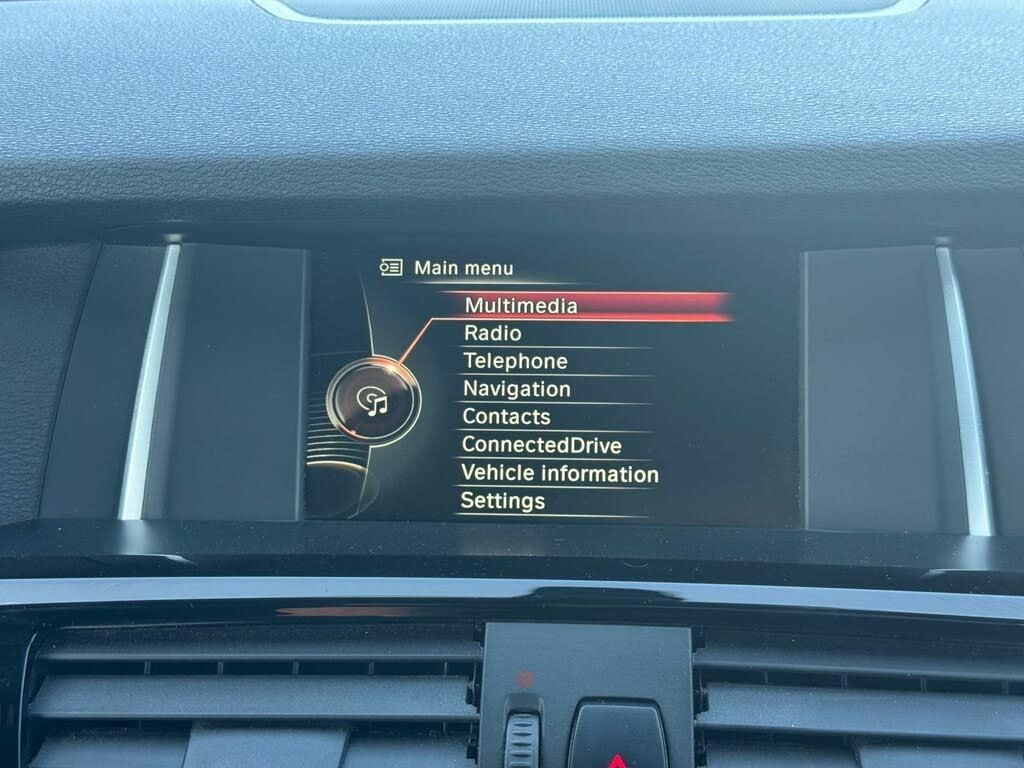 Main menu
Multimedia
Radio
Telephone
Navigation
Contacts
ConnectedDrive
Vehicle information
Settings